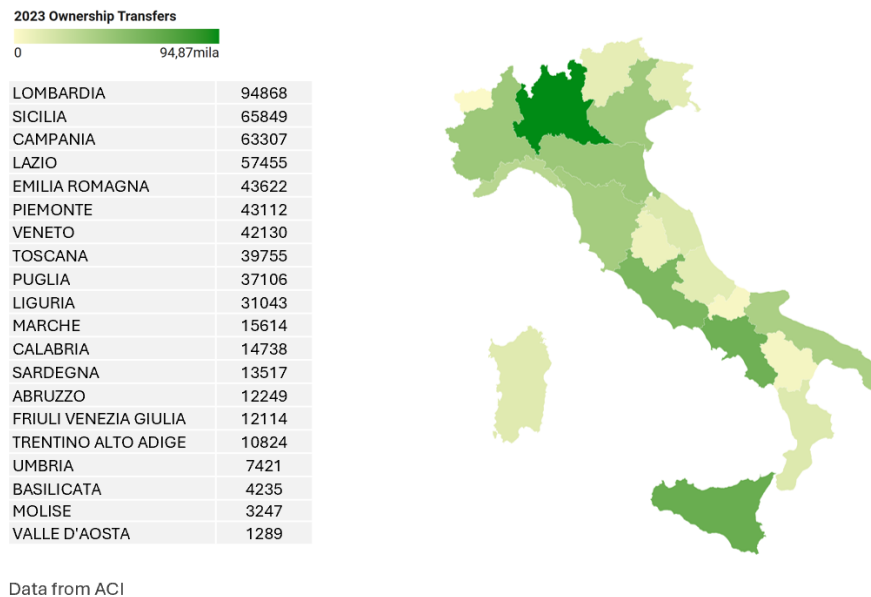 2023 Ownership Transfers
0 94,87mila
LOMBARDIA 94868
SICILIA 65849
CAMPANIA 63307
LAZIO 57455
EMILIA ROMAGNA 43622
PIEMONTE 43112
VENETO 42130
TOSCANA 39755
PUGLIA 37106
LIGURIA 31043
MARCHE 15614
CALABRIA 14738
SARDEGNA 13517
ABRUZZO 12249
FRIULI VENEZIA GIULIA 12114
TRENTINO ALTO ADIGE 10824
UMBRIA 7421
BASILICATA 4235
MOLISE 3247
VALLE D'AOSTA 1289
Data from ACI